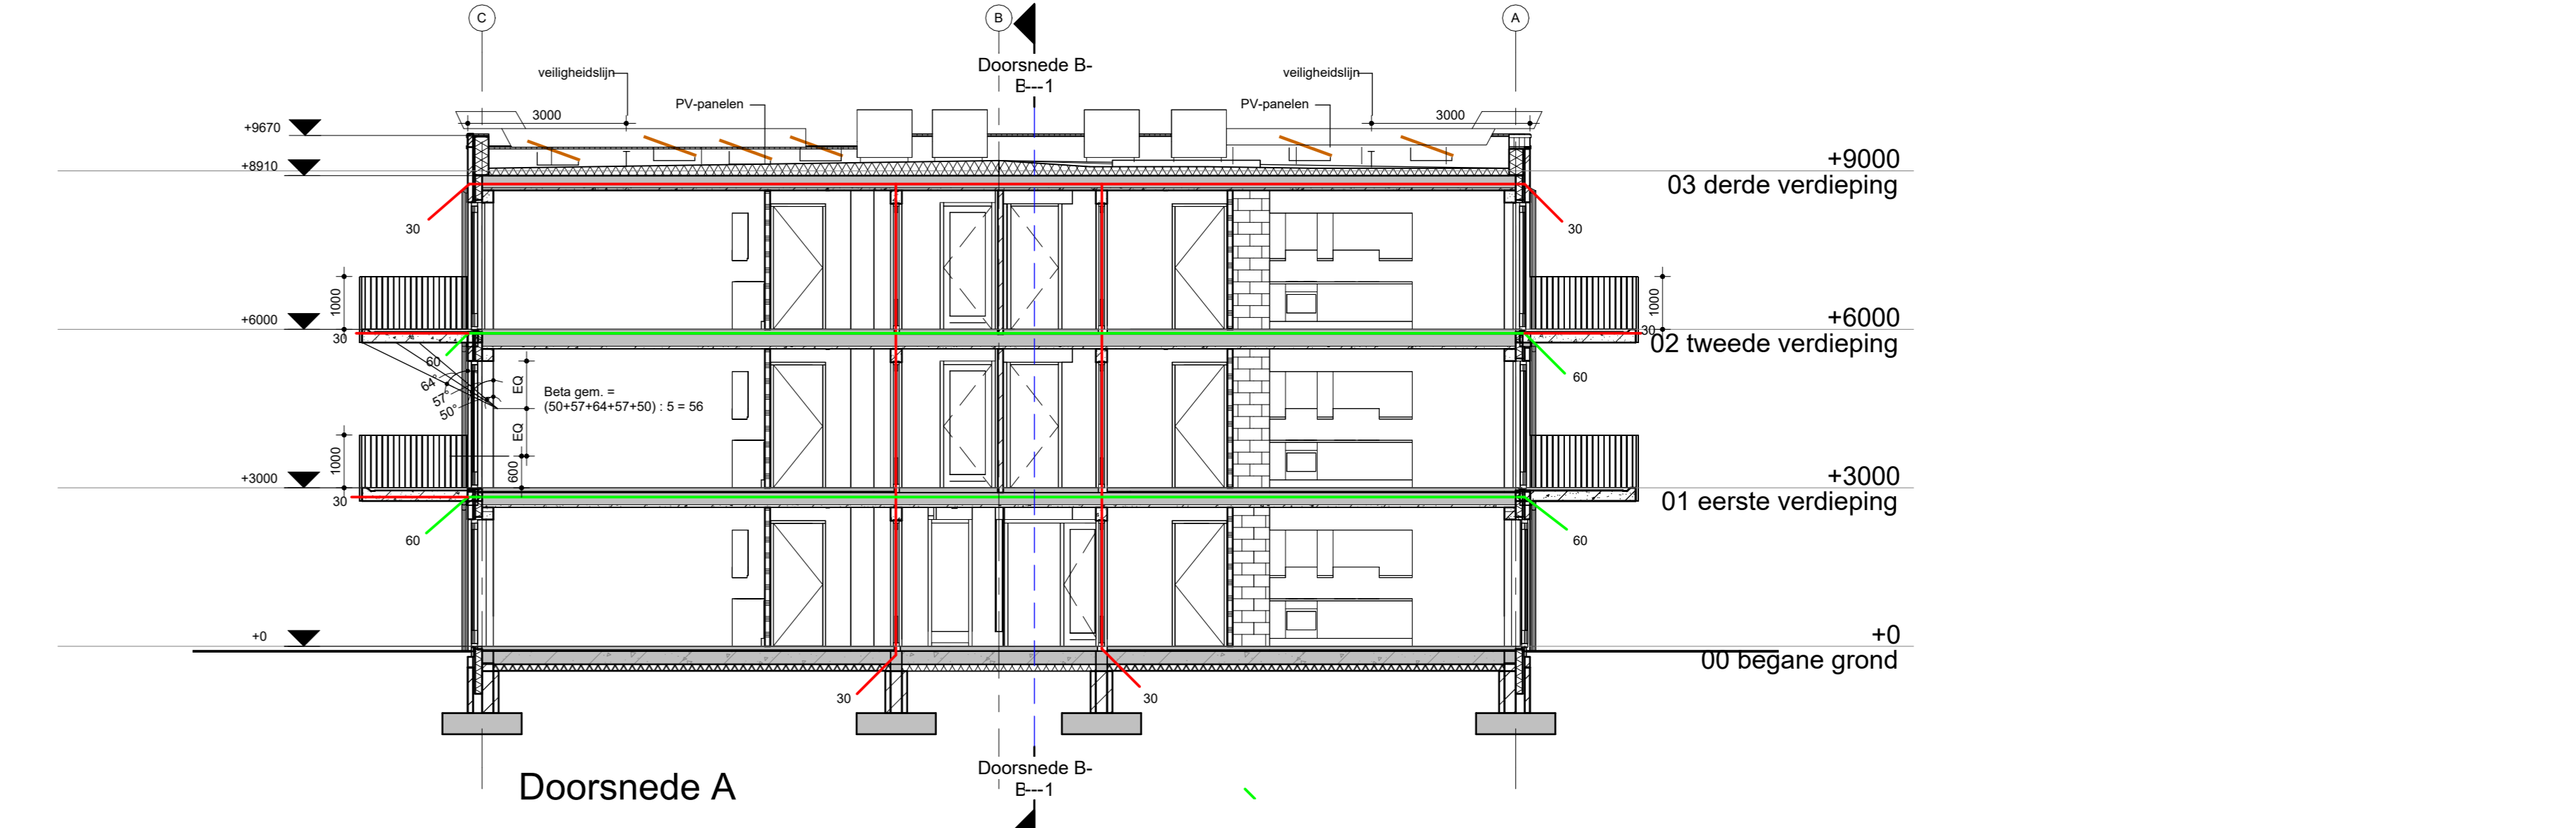 C
B
A
Doorsnede B-
B---1
veiligheidslijn
veiligheidslijn
PV-panelen
PV-panelen
3000
3000
+9670
+8910
+9000
03 derde verdieping
30
30
1000
1000
+6000
+6000
30
30
02 tweede verdieping
60
60
64°
57°
50°
EQ
Beta gem. =
(50+57+64+57+50) : 5 = 56
EQ
1000
600
+3000
+3000
30
01 eerste verdieping
60
60
+0
+0
00 begane grond
30
30
Doorsnede B-
B---1
Doorsnede A